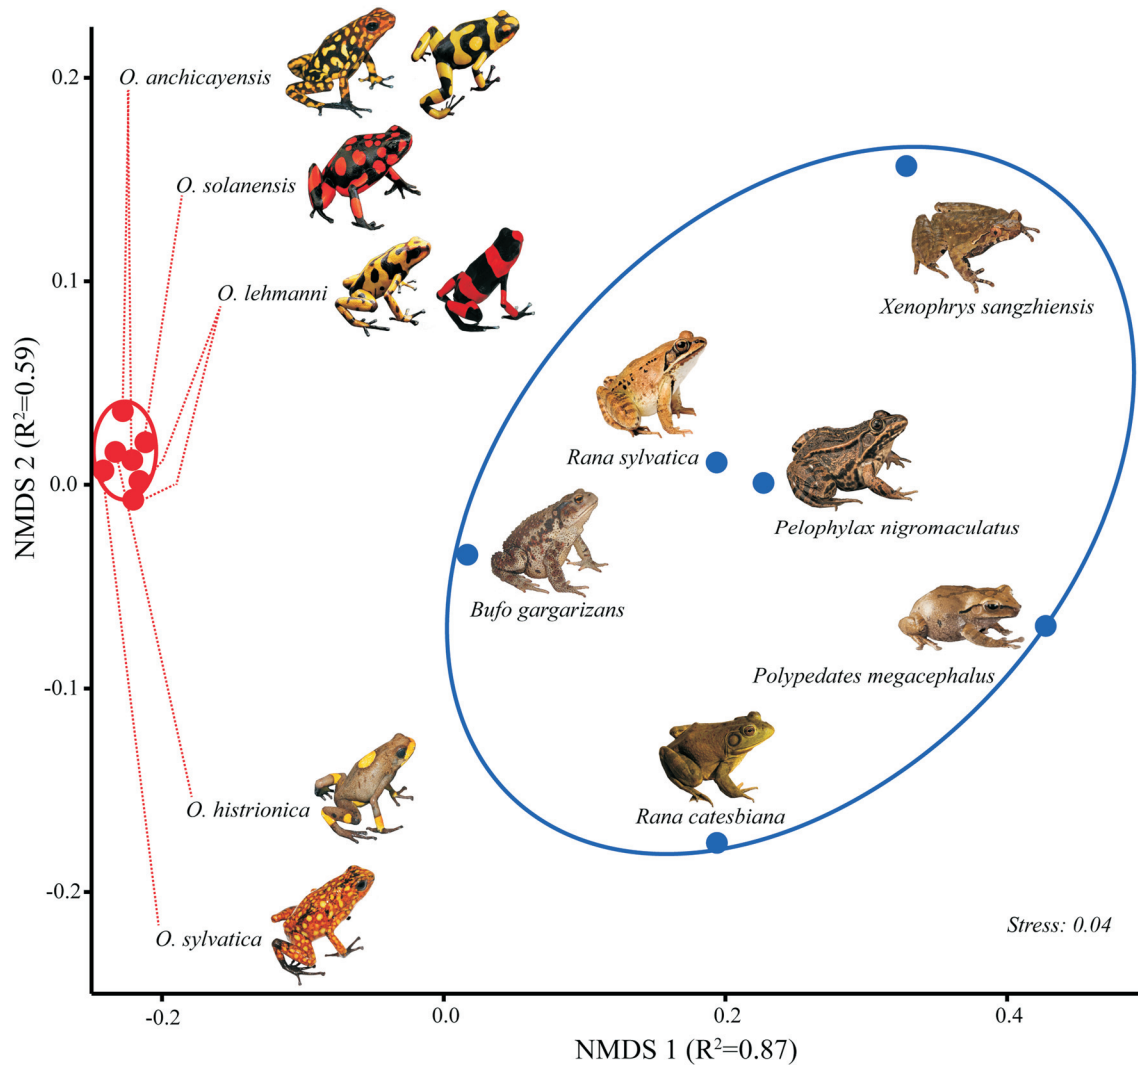 0.2
0.1
0.0
-0.1
-0.2
NMDS 2 (R²=0.59)
O. anchicayensis
O. solanensis
O. lehmanni
Xenophrys sangzhiensis
Rana sylvatica
Pelophylax nigromaculatus
Bufo gargarizans
Polypedates megacephalus
Rana catesbiana
O. histrionica
O. sylvatica
Stress: 0.04
-0.2
0.0
0.2
0.4
NMDS 1 (R²=0.87)